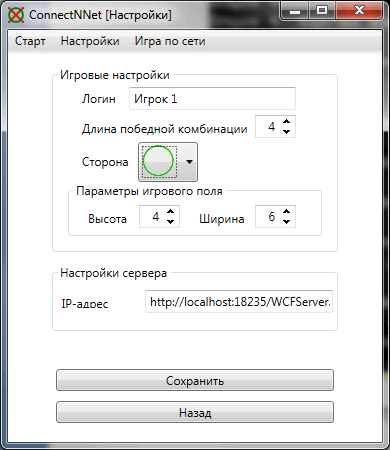 ConnectNNet [Настройки]
Старт Настройки Игра по сети
Игровые настройки
Логин Игрок 1
Длина победной комбинации 4
Сторона
Параметры игрового поля
Высота 4 Ширина 6
Настройки сервера
IP-адрес http://localhost:18235/WCFServer.
Сохранить
Назад